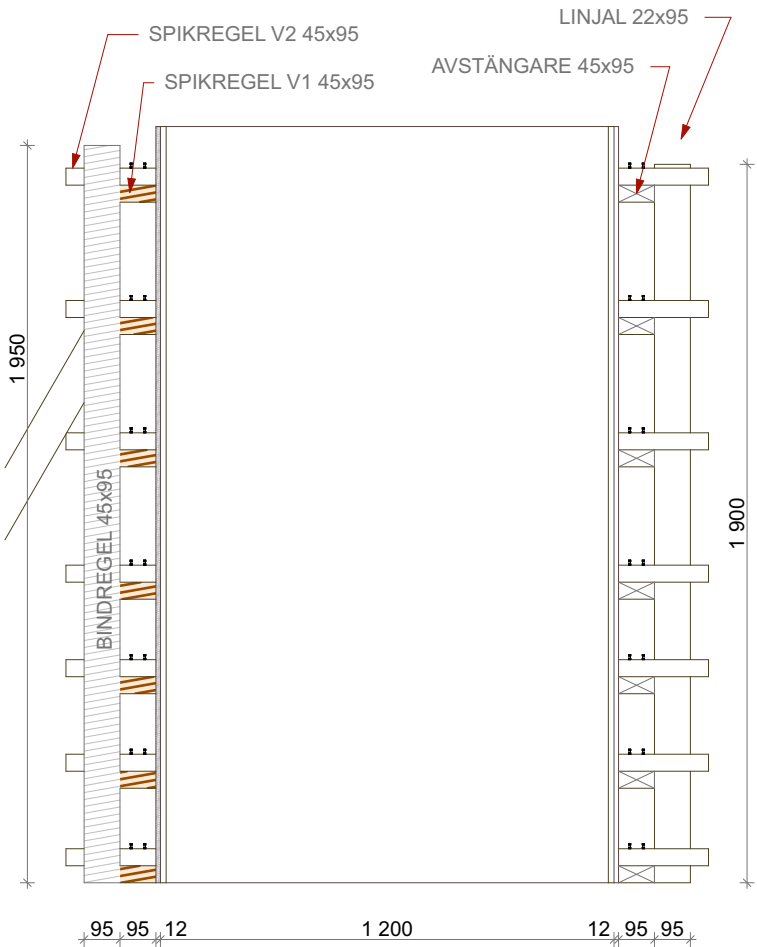 LINJAL 22x95
SPIKREGEL V2 45x95
AVSTÄNGARE 45x95
SPIKREGEL V1 45x95
1 950
BINDREGEL 45x95
1 900
95 95 12 1 200 12 95 95